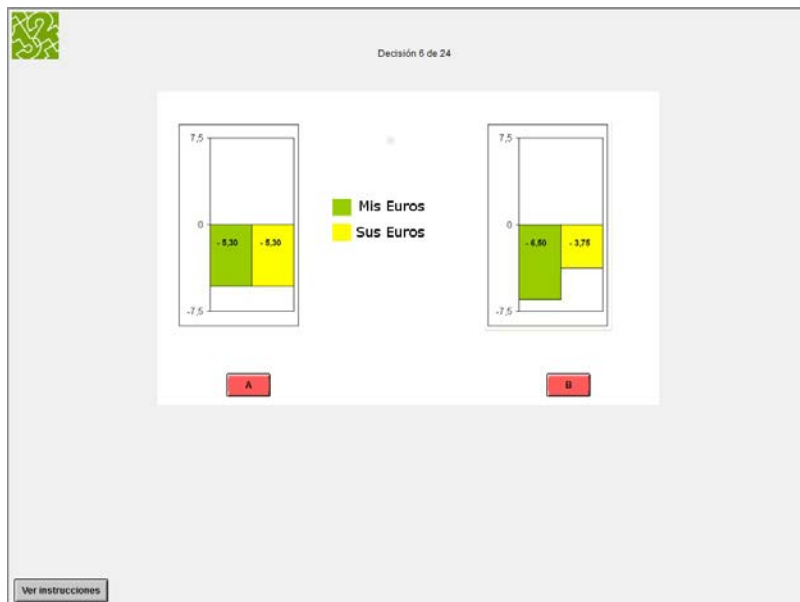 Decisión 6 de 24
7,5
0
-7,5
- 5,30
- 5,30
Mis Euros
Sus Euros
7,5
0
-7,5
- 6,50
- 3,75
A
B
Ver instrucciones